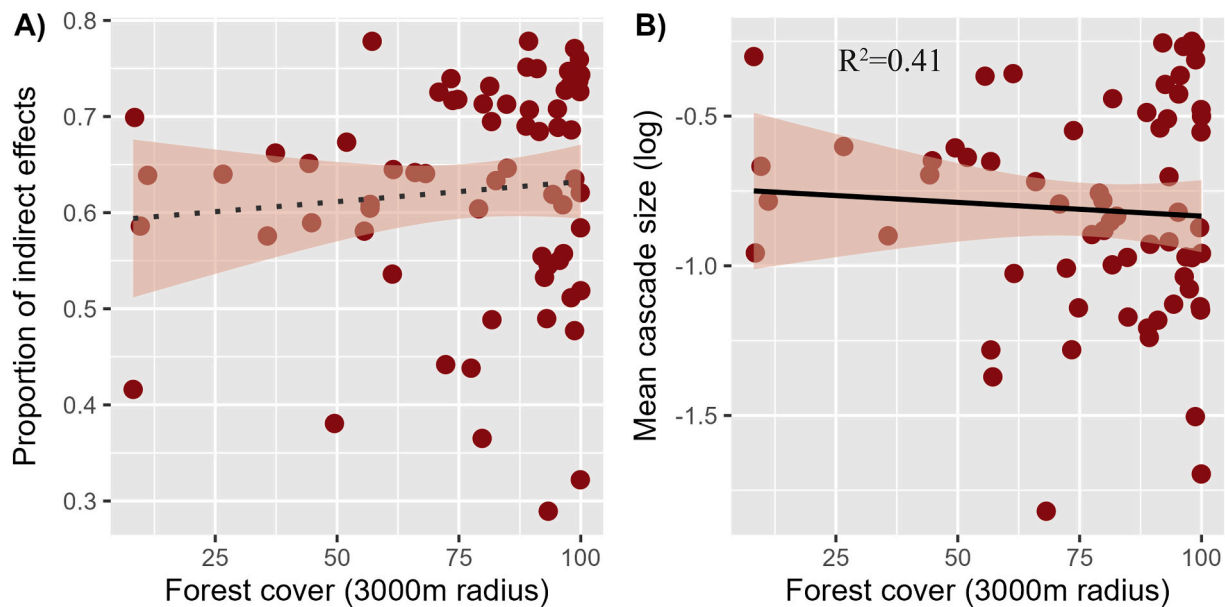 A)
Proportion of indirect effects
0.8
0.7
0.6
0.5
0.4
0.3
25 50 75 100
Forest cover (3000m radius)
B)
R²=0.41
Mean cascade size (log)
-0.5
-1.0
-1.5
25 50 75 100
Forest cover (3000m radius)